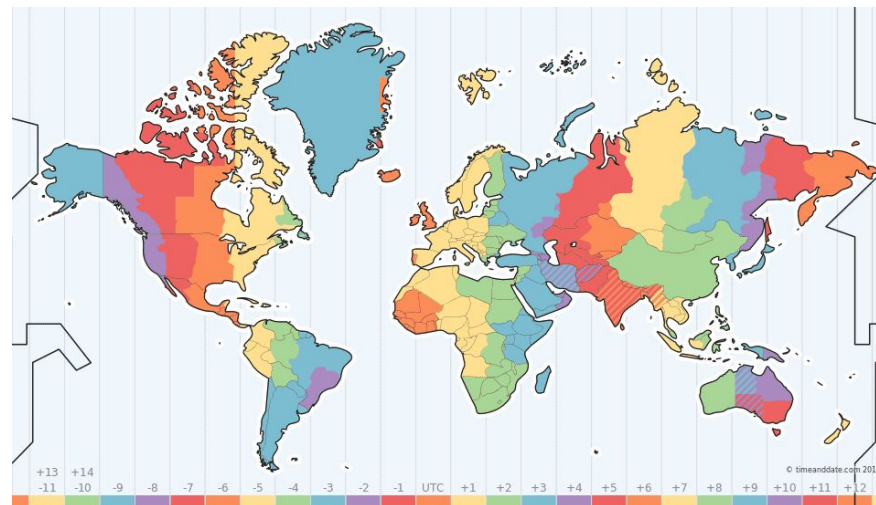 © timeanddate.com 201
+13 +14
-11 -10 -9 -8 -7 -6 -5 -4 -3 -2 -1 UTC +1 +2 +3 +4 +5 +6 +7 +8 +9 +10 +11 +12